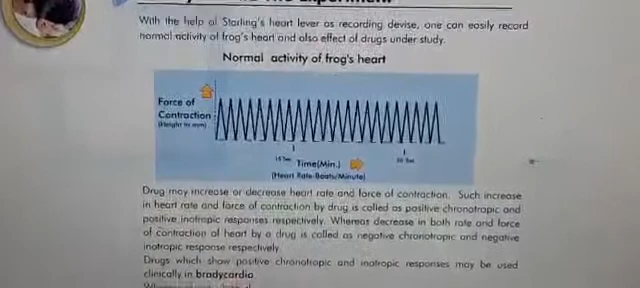 The Experiment
With the help of Starling's heart lever as recording devise, one can easily record
normal activity of frog's heart and also effect of drugs under study.
Normal activity of frog's heart
Force of
Contraction
(Height in mm)
Time(Min.)
(Heart Rate-Beats/Minute)
Drug may increase or decrease heart rate and force of contraction. Such increase
in heart rate and force of contraction by drug is called as positive chronotropic and
positive inotropic responses respectively. Whereas decrease in both rate and force
of contraction of heart by a drug is called as negative chronotropic and negative
inotropic response respectively.
Drugs which show positive chronotropic and inotropic responses may be used
clinically in bradycardia